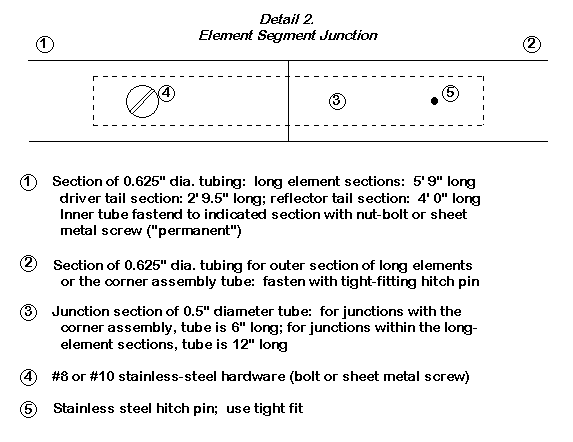 Detail 2.
Element Segment Junction
1
2
4
3
5
1 Section of 0.625" dia. tubing: long element sections: 5' 9" long
driver tail section: 2' 9.5" long; reflector tail section: 4' 0" long
Inner tube fastend to indicated section with nut-bolt or sheet
metal screw ("permanent")
2 Section of 0.625" dia. tubing for outer section of long elements
or the corner assembly tube: fasten with tight-fitting hitch pin
3 Junction section of 0.5" diameter tube: for junctions with the
corner assembly, tube is 6" long; for junctions within the long-
element sections, tube is 12" long
4 #8 or #10 stainless-steel hardware (bolt or sheet metal screw)
5 Stainless steel hitch pin; use tight fit